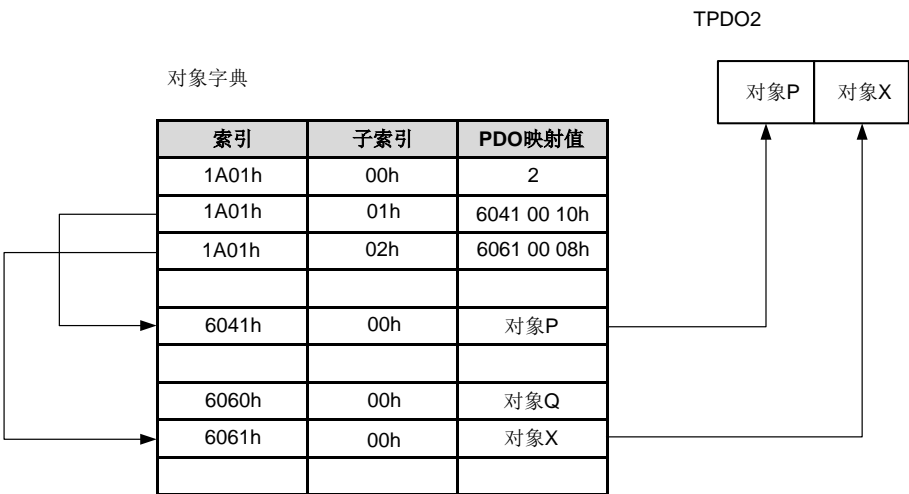 TPDO2
对象P 对象X
对象字典
索引 子索引 PDO映射值
1A01h 00h 2
1A01h 01h 6041 00 10h
1A01h 02h 6061 00 08h
6041h 00h 对象P
6060h 00h 对象Q
6061h 00h 对象X